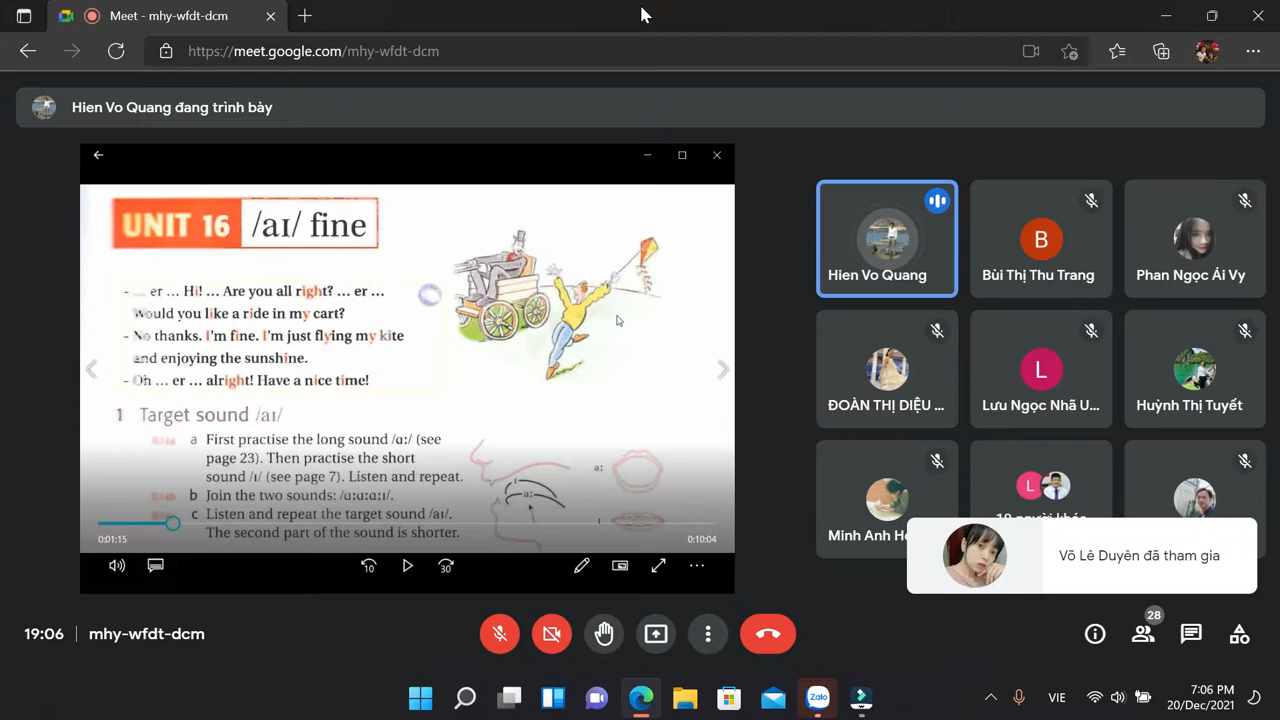 Meet - mhy-wfdt-dcm
https://meet.google.com/mhy-wfdt-dcm
Hien Vo Quang đang trình bày
UNIT 16 /aɪ/ fine
- ... er ... Hi! ... Are you all right? ... er ...
Would you like a ride in my cart?
- No thanks. I'm fine. I'm just flying my kite
and enjoying the sunshine.
- Oh ... er ... alright! Have a nice time!
1 Target sound /aɪ/
a First practise the long sound /ɑː/ (see
page 23). Then practise the short
sound /ɪ/ (see page 7). Listen and repeat.
b Join the two sounds: /ɑːɑːɑːɪ/.
c Listen and repeat the target sound /aɪ/.
The second part of the sound is shorter.
aː
ɪ
aː
ɪ
0:01:15
0:10:04
10
30
Hien Vo Quang
B
Bùi Thị Thu Trang
Phan Ngọc Ái Vy
ĐOÀN THỊ DIỆU ...
L
Lưu Ngọc Nhã U...
Huỳnh Thị Tuyết
Minh Anh H
L
người khác
Võ Lê Duyên đã tham gia
19:06 | mhy-wfdt-dcm
28
Zalo
VIE
7:06 PM
20/Dec/2021